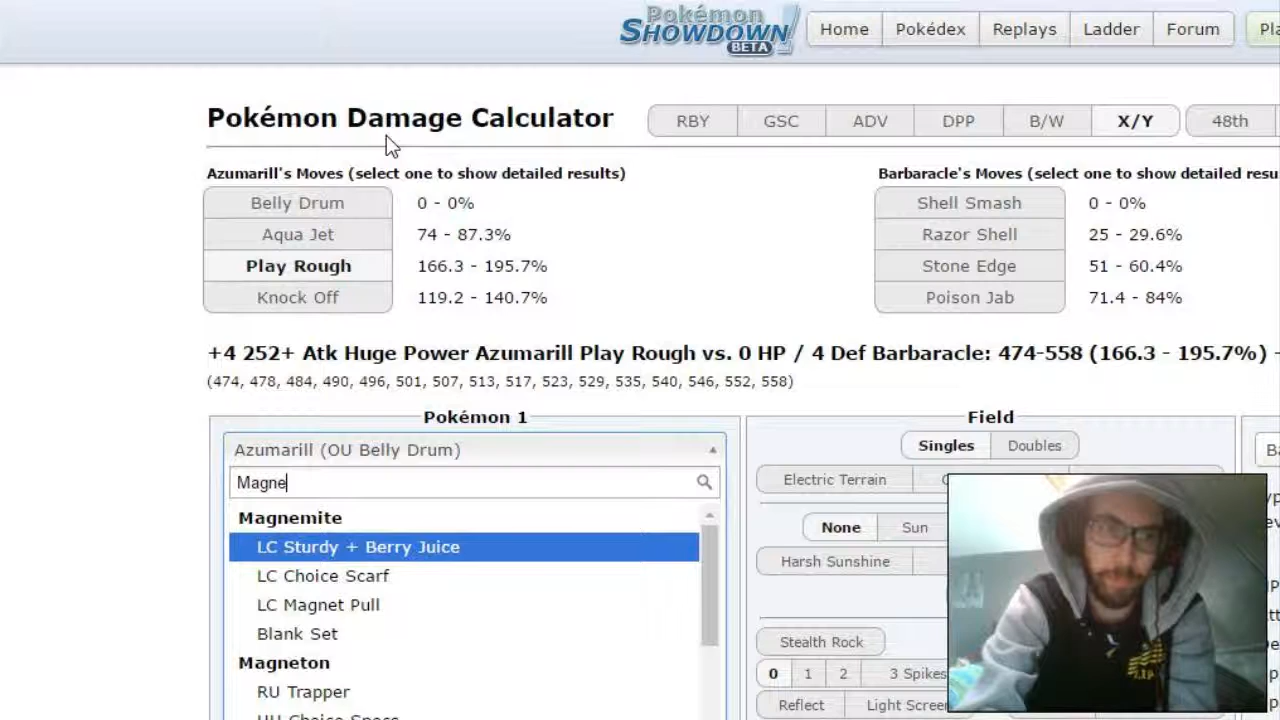 Pokémon
SHOWDOWN
BETA
Home
Pokédex
Replays
Ladder
Forum
Pokémon Damage Calculator
RBY
GSC
ADV
DPP
B/W
X/Y
48th
Azumarill's Moves (select one to show detailed results)
Belly Drum 0 - 0%
Aqua Jet 74 - 87.3%
Play Rough 166.3 - 195.7%
Knock Off 119.2 - 140.7%
Barbaracle's Moves (select one to show detailed resu
Shell Smash 0 - 0%
Razor Shell 25 - 29.6%
Stone Edge 51 - 60.4%
Poison Jab 71.4 - 84%
+4 252+ Atk Huge Power Azumarill Play Rough vs. 0 HP / 4 Def Barbaracle: 474-558 (166.3 - 195.7%) -
(474, 478, 484, 490, 496, 501, 507, 513, 517, 523, 529, 535, 540, 546, 552, 558)
Pokémon 1
Azumarill (OU Belly Drum)
Magne
Magnemite
LC Sturdy + Berry Juice
LC Choice Scarf
LC Magnet Pull
Blank Set
Magneton
RU Trapper
Field
Singles
Doubles
Electric Terrain
None
Sun
Harsh Sunshine
Stealth Rock
0
1
2
3 Spikes
Reflect
Light Screen